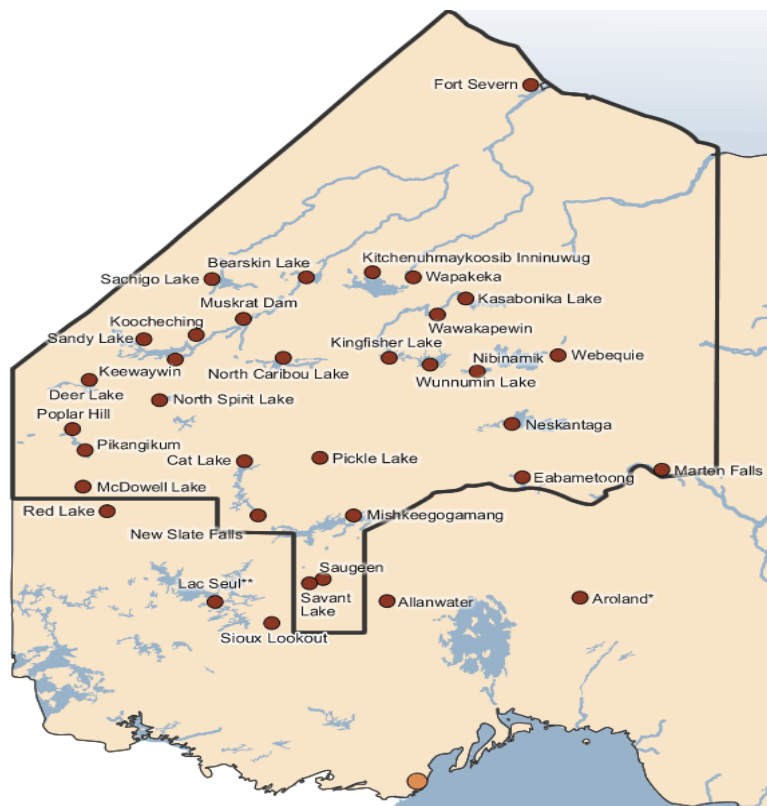 Fort Severn
Kitchenuhmaykoosib Inninuwug
Bearskin Lake
Sachigo Lake
Wapakeka
Muskrat Dam
Kasabonika Lake
Koocheching
Wawakapewin
Sandy Lake
Kingfisher Lake
Nibinamik
Webequie
Keewaywin
North Caribou Lake
Wunnumin Lake
Deer Lake
North Spirit Lake
Poplar Hill
Neskantaga
Pikangikum
Cat Lake
Pickle Lake
Marten Falls
Eabametoong
McDowell Lake
Red Lake
Mishkeegogamang
New Slate Falls
Saugeen
Lac Seul**
Savant
Lake
Allanwater
Aroland*
Sioux Lookout